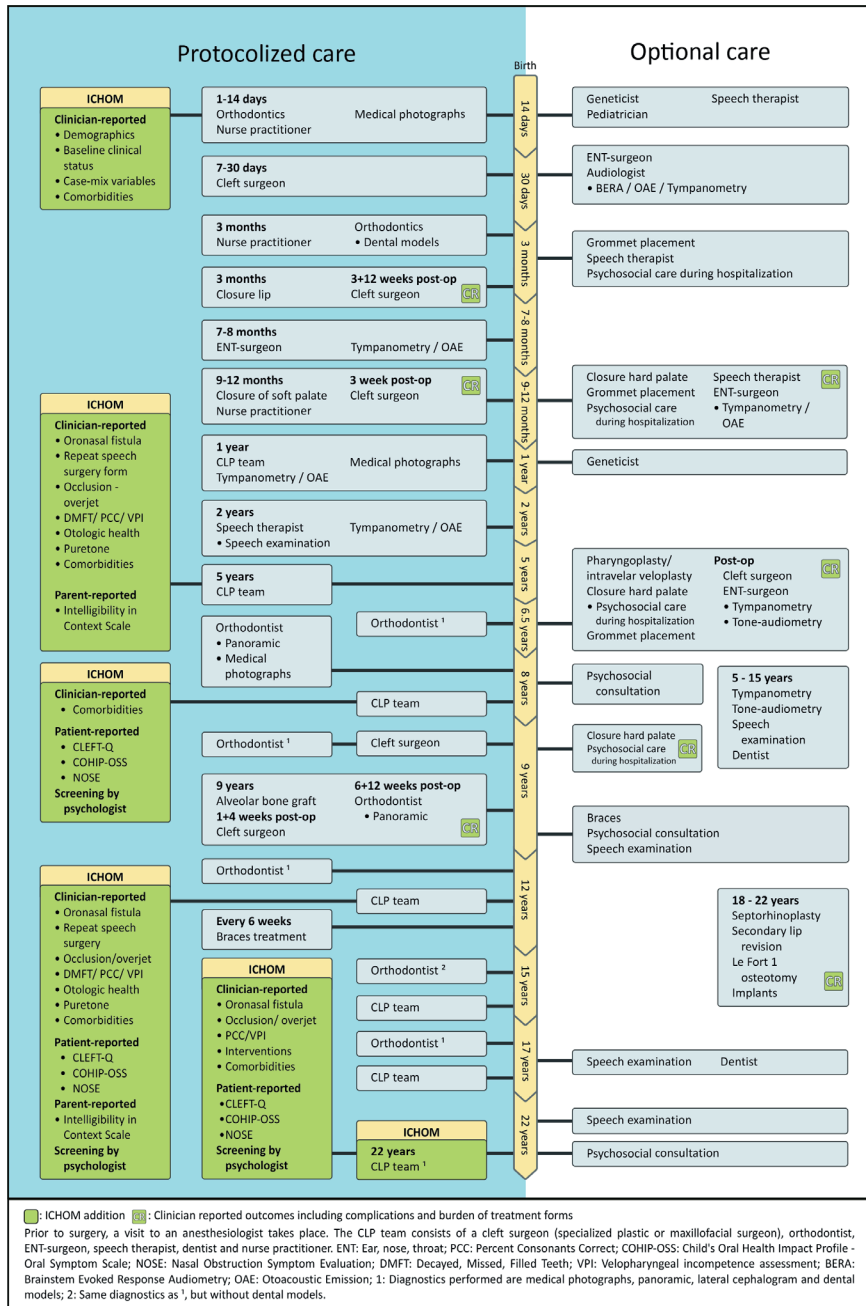 Protocolized care
Optional care
Birth
ICHOM
Clinician-reported
• Demographics
• Baseline clinical
status
• Case-mix variables
• Comorbidities
1-14 days
Orthodontics
Medical photographs
Nurse practitioner
14 days
Geneticist
Speech therapist
Pediatrician
7-30 days
Cleft surgeon
30 days
ENT-surgeon
Audiologist
• BERA / OAE / Tympanometry
3 months
Nurse practitioner
Orthodontics
• Dental models
3 months
Grommet placement
Speech therapist
Psychosocial care during hospitalization
3 months
Closure lip
3+12 weeks post-op
Cleft surgeon
CR
7-8 months
ENT-surgeon
Tympanometry / OAE
7-8 months
9-12 months
Closure of soft palate
Nurse practitioner
3 week post-op
Cleft surgeon
CR
9-12 months
Closure hard palate
Grommet placement
Psychosocial care
during hospitalization
Speech therapist
ENT-surgeon
• Tympanometry /
OAE
CR
ICHOM
Clinician-reported
• Oronasal fistula
• Repeat speech
surgery form
• Occlusion -
overjet
• DMFT/ PCC/ VPI
• Otologic health
• Puretone
• Comorbidities
Parent-reported
• Intelligibility in
Context Scale
1 year
CLP team
Medical photographs
Tympanometry / OAE
1 year
Geneticist
2 years
Speech therapist
Tympanometry / OAE
• Speech examination
2 years
5 years
CLP team
5 years
Pharyngoplasty/
intravelar veloplasty
Closure hard palate
• Psychosocial care
during hospitalization
Grommet placement
Post-op
Cleft surgeon
ENT-surgeon
• Tympanometry
• Tone-audiometry
CR
Orthodontist
• Panoramic
• Medical
photographs
Orthodontist ¹
6.5 years
ICHOM
Clinician-reported
• Comorbidities
Patient-reported
• CLEFT-Q
• COHIP-OSS
• NOSE
Screening by
psychologist
CLP team
8 years
Psychosocial
consultation
5 - 15 years
Tympanometry
Tone-audiometry
Speech
examination
Dentist
Orthodontist ¹
Cleft surgeon
Closure hard palate
Psychosocial care
during hospitalization
CR
9 years
Alveolar bone graft
1+4 weeks post-op
Cleft surgeon
6+12 weeks post-op
Orthodontist
• Panoramic
CR
9 years
Braces
Psychosocial consultation
Speech examination
ICHOM
Clinician-reported
• Oronasal fistula
• Repeat speech
surgery
• Occlusion/overjet
• DMFT/ PCC/ VPI
• Otologic health
• Puretone
• Comorbidities
Patient-reported
• CLEFT-Q
• COHIP-OSS
• NOSE
Parent-reported
• Intelligibility in
Context Scale
Screening by
psychologist
Orthodontist ¹
CLP team
12 years
Every 6 weeks
Braces treatment
18 - 22 years
Septorhinoplasty
Secondary lip
revision
Le Fort 1
osteotomy
Implants
CR
ICHOM
Clinician-reported
• Oronasal fistula
• Occlusion/ overjet
• PCC/VPI
• Interventions
• Comorbidities
Patient-reported
•CLEFT-Q
•COHIP-OSS
•NOSE
Screening by
psychologist
Orthodontist ²
CLP team
15 years
Orthodontist ¹
CLP team
17 years
Speech examination
Dentist
ICHOM
22 years
CLP team ¹
22 years
Speech examination
Psychosocial consultation
: ICHOM addition CR : Clinician reported outcomes including complications and burden of treatment forms
Prior to surgery, a visit to an anesthesiologist takes place. The CLP team consists of a cleft surgeon (specialized plastic or maxillofacial surgeon), orthodontist,
ENT-surgeon, speech therapist, dentist and nurse practitioner. ENT: Ear, nose, throat; PCC: Percent Consonants Correct; COHIP-OSS: Child's Oral Health Impact Profile -
Oral Symptom Scale; NOSE: Nasal Obstruction Symptom Evaluation; DMFT: Decayed, Missed, Filled Teeth; VPI: Velopharyngeal incompetence assessment; BERA:
Brainstem Evoked Response Audiometry; OAE: Otoacoustic Emission; 1: Diagnostics performed are medical photographs, panoramic, lateral cephalogram and dental
models; 2: Same diagnostics as ¹, but without dental models.